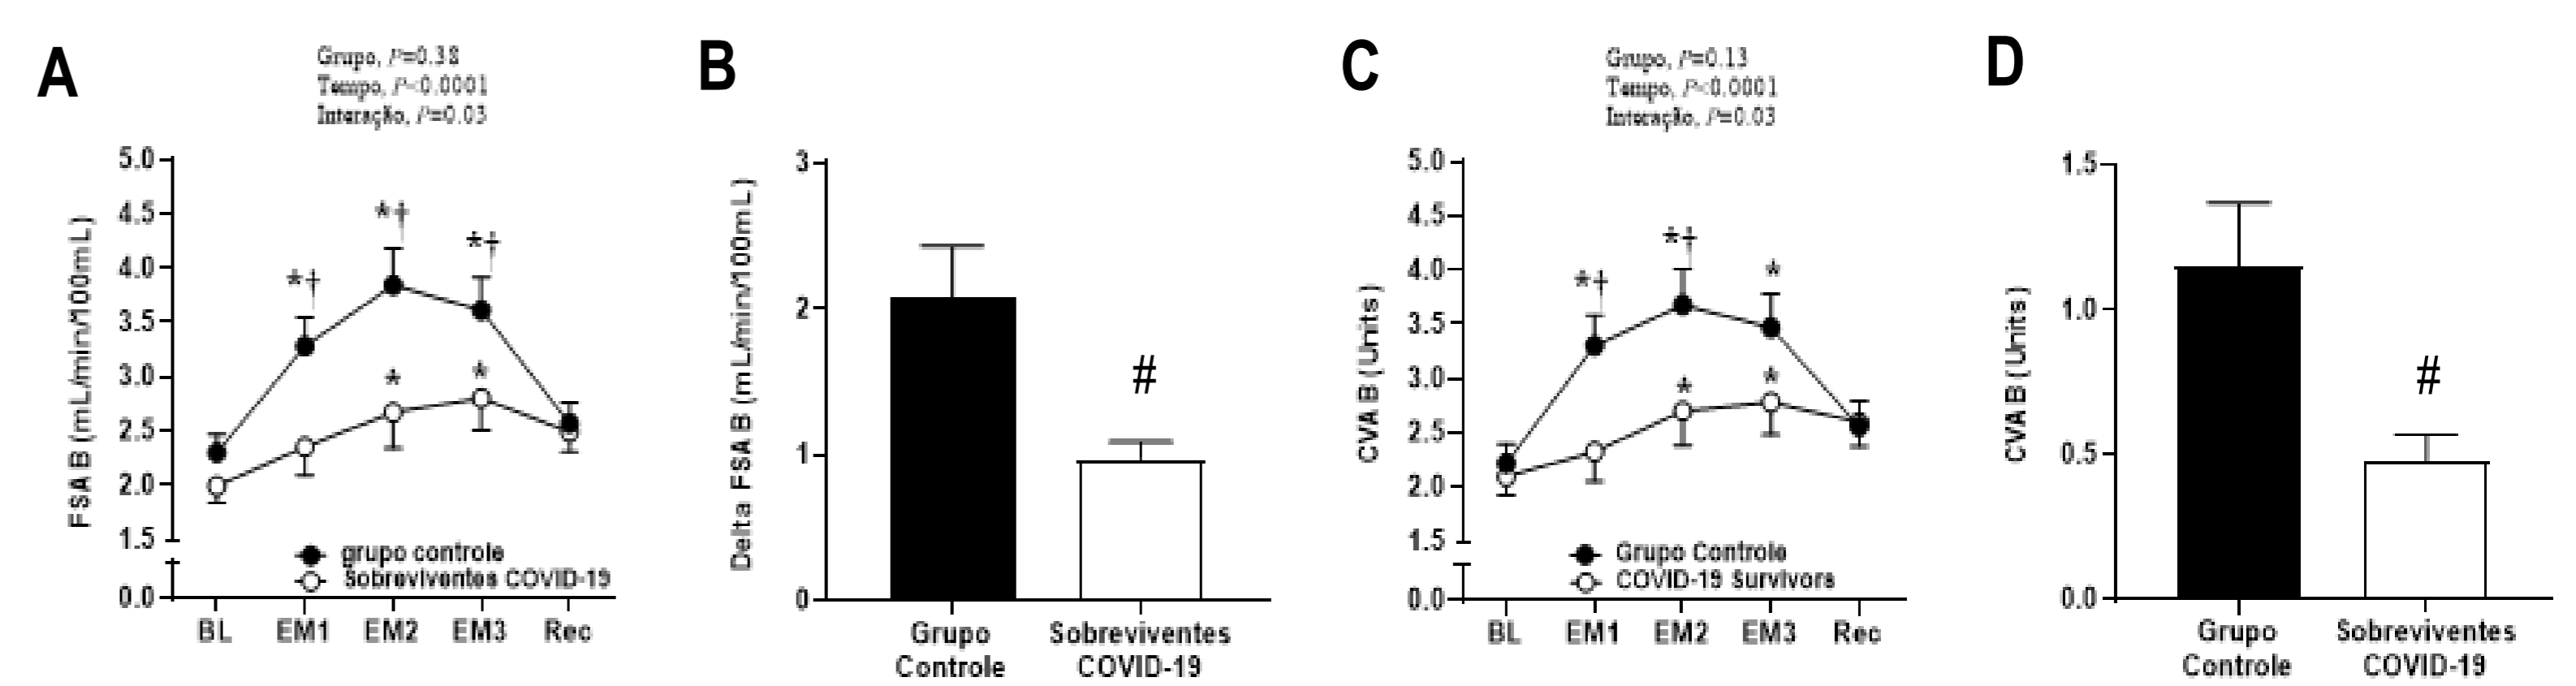 A
Grupo, P=0.38
Tempo, P<0.0001
Interação, P=0.03
FSAB (mL/min/100mL)
5.0
4.5
4.0
3.5
3.0
2.5
2.0
1.5
0.0
*†
*†
*†
*
*
grupo controle
Sobreviventes COVID-19
BL EM1 EM2 EM3 Rec
B
Delta FSAB (mL/min/100mL)
3
2
1
0
#
Grupo
Controle
Sobreviventes
COVID-19
C
Grupo, P=0.13
Tempo, P<0.0001
Interação, P=0.03
CVAB (Units)
5.0
4.5
4.0
3.5
3.0
2.5
2.0
1.5
0.0
*†
*†
*
*
*
Grupo Controle
COVID-19 Survivors
BL EM1 EM2 EM3 Rec
D
CVAB (Units)
1.5
1.0
0.5
0.0
#
Grupo
Controle
Sobreviventes
COVID-19